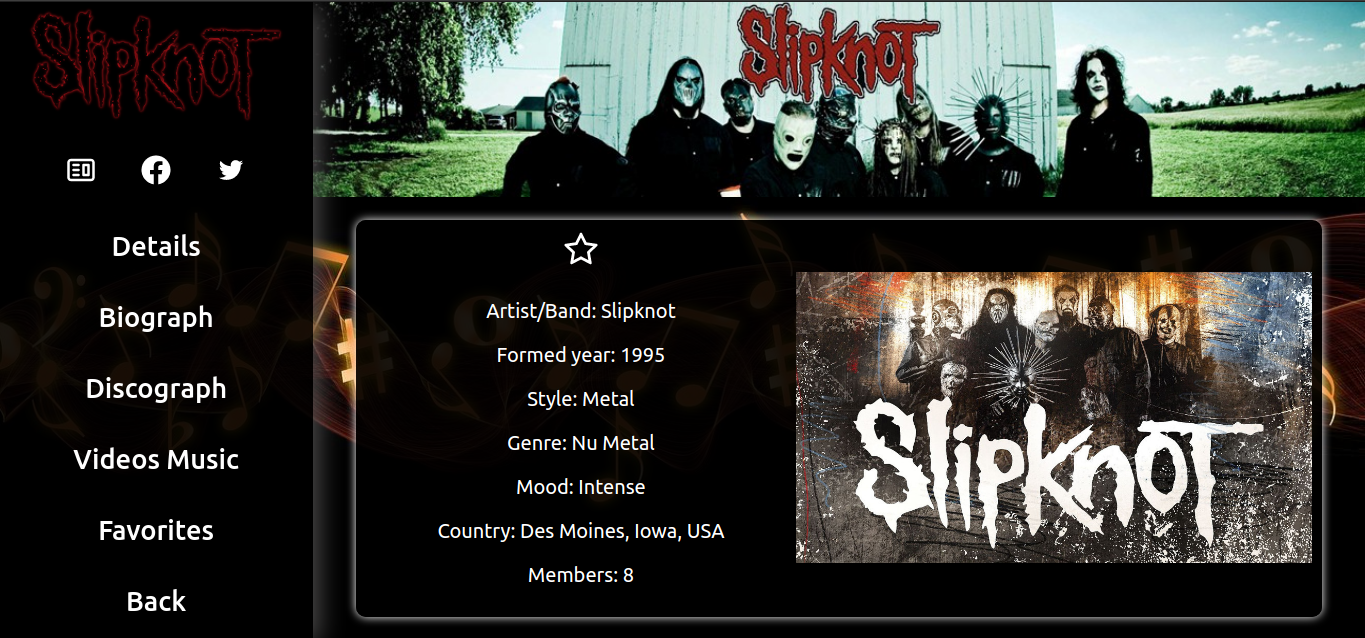 Slipknot
Slipknot
Details
Biograph
Discograph
Videos Music
Favorites
Back
Artist/Band: Slipknot
Formed year: 1995
Style: Metal
Genre: Nu Metal
Mood: Intense
Country: Des Moines, Iowa, USA
Members: 8
Slipknot